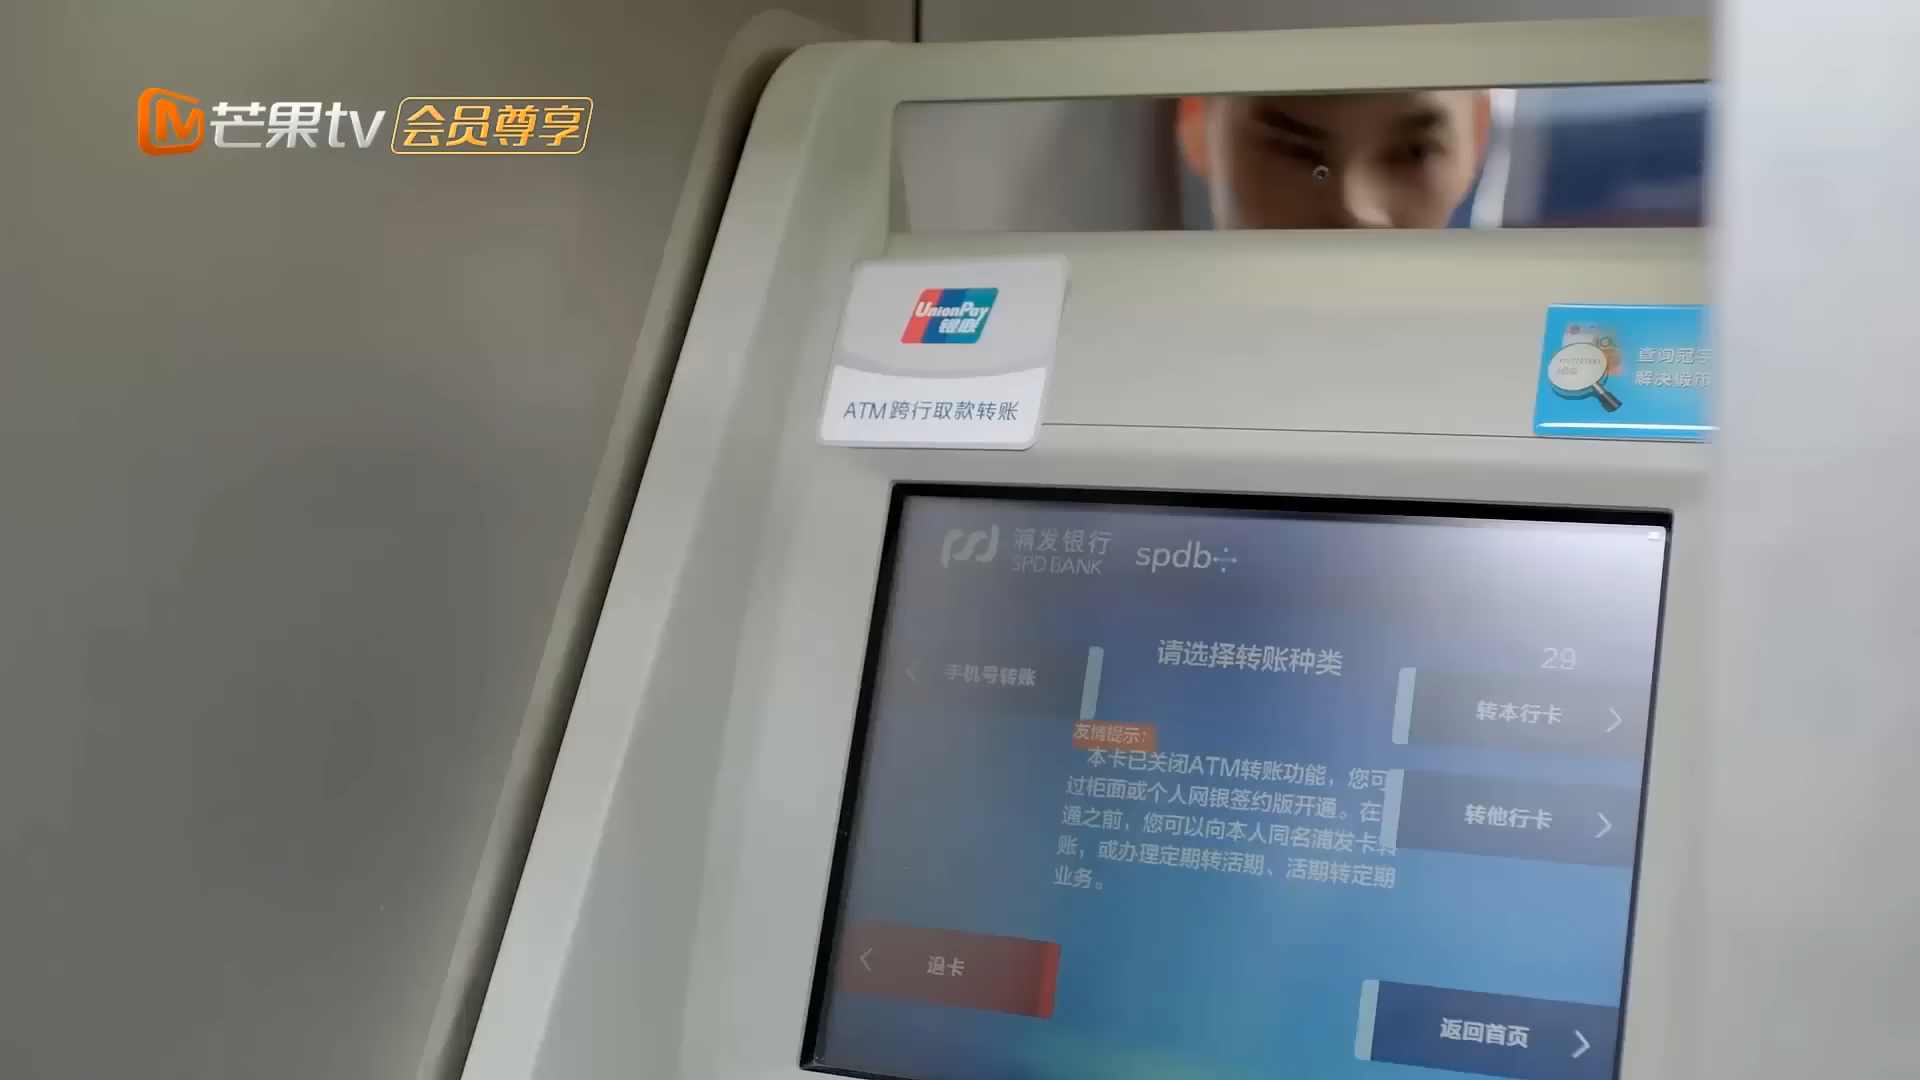 芒果tv 会员尊享
UnionPay
银联
ATM跨行取款转账
查询冠字
解决假币
浦发银行
SPD BANK
spdb
请选择转账种类
29
手机号转账
转本行卡
友情提示：
本卡已关闭ATM转账功能，您可
过柜面或个人网银签约版开通。在
通之前，您可以向本人同名浦发卡转
账，或办理定期转活期、活期转定期
业务。
转他行卡
退卡
返回首页